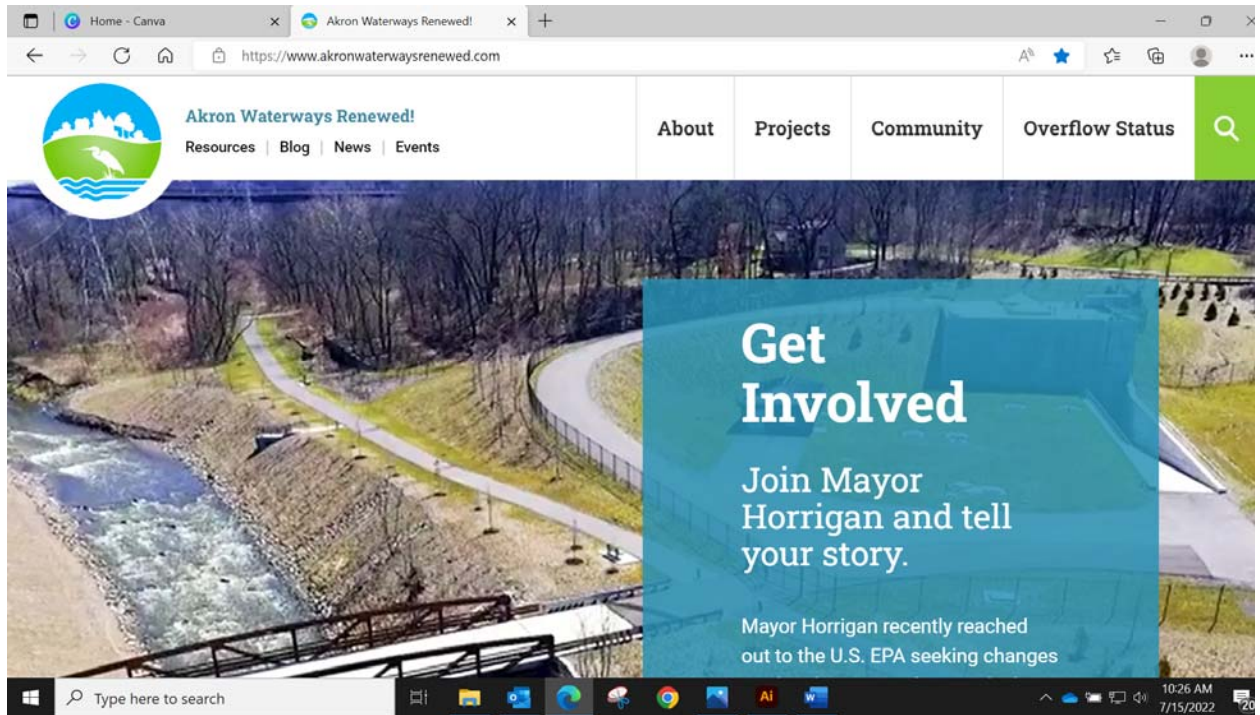 Home - Canva
Akron Waterways Renewed!
https://www.akronwaterwaysrenewed.com
Akron Waterways Renewed!
Resources | Blog | News | Events
About
Projects
Community
Overflow Status
Get
Involved
Join Mayor
Horrigan and tell
your story.
Mayor Horrigan recently reached
out to the U.S. EPA seeking changes
Type here to search
Ai
10:26 AM
7/15/2022
20